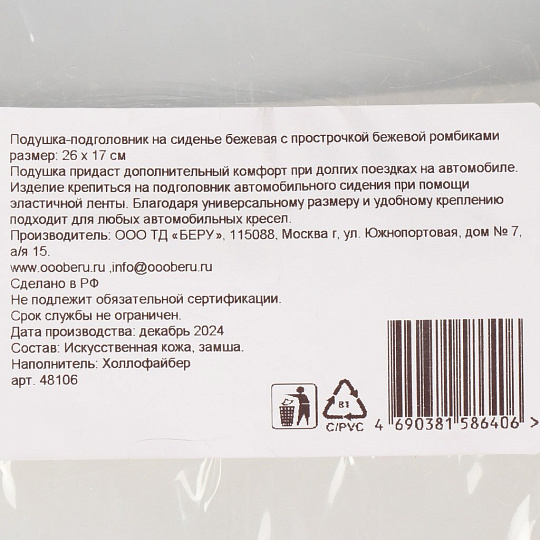 Подушка-подголовник на сиденье бежевая с прострочкой бежевой ромбиками
размер: 26 х 17 см
Подушка придаст дополнительный комфорт при долгих поездках на автомобиле.
Изделие крепиться на подголовник автомобильного сидения при помощи
эластичной ленты. Благодаря универсальному размеру и удобному креплению
подходит для любых автомобильных кресел.
Производитель: ООО ТД «БЕРУ», 115088, Москва г, ул. Южнопортовая, дом № 7,
а/я 15.
www.oooberu.ru ,info@oooberu.ru
Сделано в РФ
Не подлежит обязательной сертификации.
Срок службы не ограничен.
Дата производства: декабрь 2024
Состав: Искусственная кожа, замша.
Наполнитель: Холлофайбер
арт. 48106
81
C/PVC
4 690381 586406 >